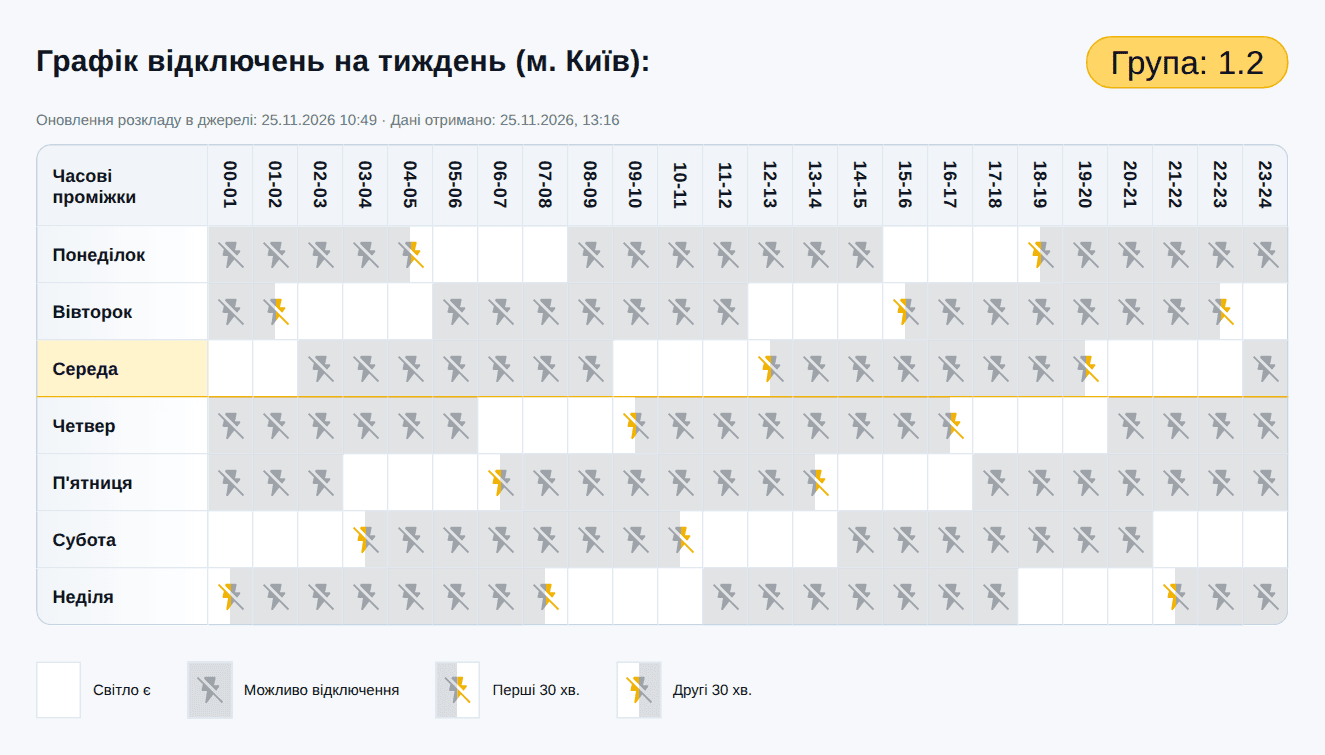 Графік відключень на тиждень (м. Київ):
Група: 1.2
Оновлення розкладу в джерелі: 25.11.2026 10:49 · Дані отримано: 25.11.2026, 13:16
Часові
проміжки
00-01
01-02
02-03
03-04
04-05
05-06
06-07
07-08
08-09
09-10
10-11
11-12
12-13
13-14
14-15
15-16
16-17
17-18
18-19
19-20
20-21
21-22
22-23
23-24
Понеділок
Вівторок
Середа
Четвер
П'ятниця
Субота
Неділя
Світло є
Можливо відключення
Перші 30 хв.
Другі 30 хв.